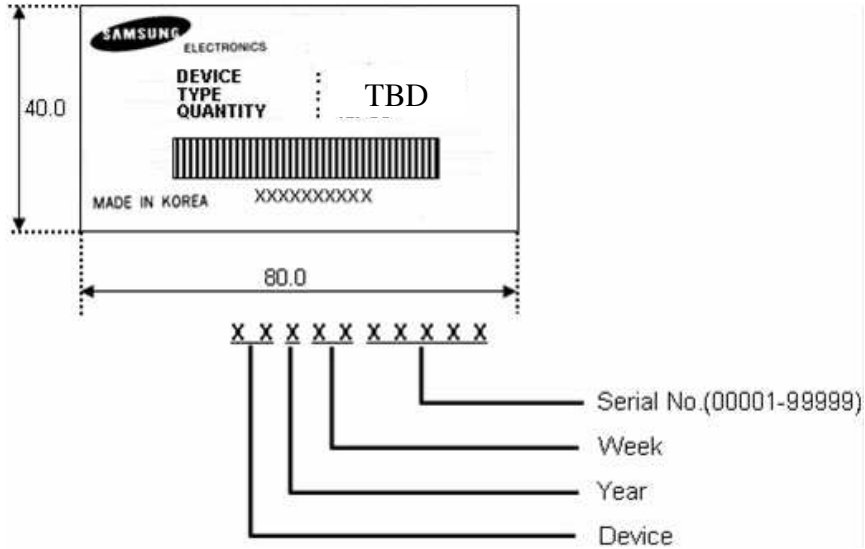 SAMSUNG
ELECTRONICS
DEVICE :
TYPE : TBD
QUANTITY :
40.0
MADE IN KOREA XXXXXXXXXX
80.0
X X X X X X X X X X
Serial No.(00001-99999)
Week
Year
Device